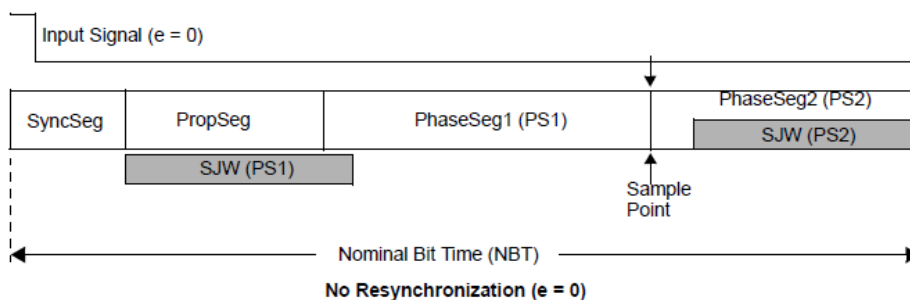 Input Signal (e = 0)
SyncSeg
PropSeg
PhaseSeg1 (PS1)
PhaseSeg2 (PS2)
SJW (PS1)
SJW (PS2)
Sample
Point
Nominal Bit Time (NBT)
No Resynchronization (e = 0)